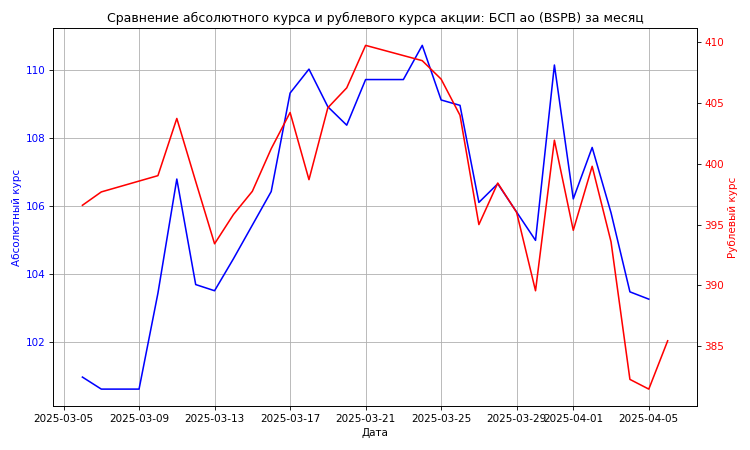 Сравнение абсолютного курса и рублевого курса акции: БСП ао (BSPB) за месяц
Абсолютный курс
110
108
106
104
102
410
405
400
395
390
385
Рублевый курс
2025-03-05 2025-03-09 2025-03-13 2025-03-17 2025-03-21 2025-03-25 2025-03-29 2025-04-01 2025-04-05
Дата